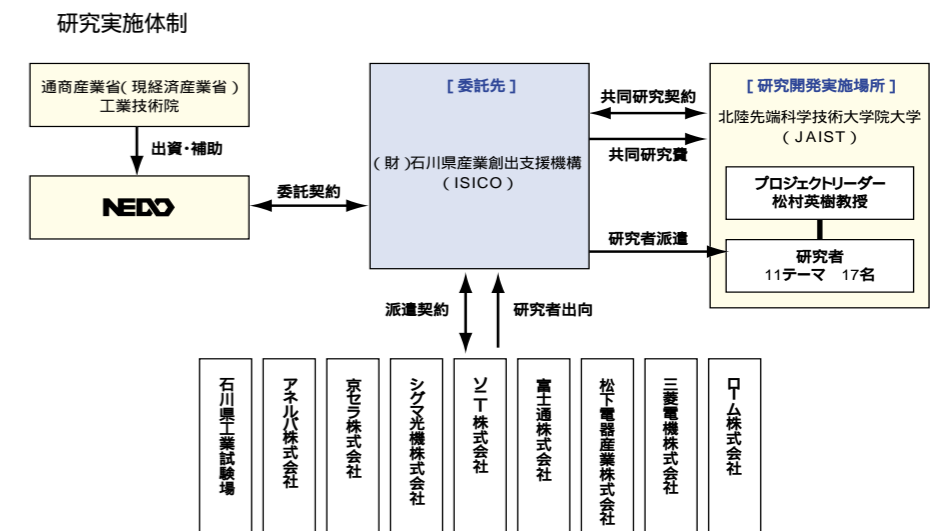 研究実施体制
通商産業省(現経済産業省)
工業技術院
出資・補助
NEDO
委託契約
[委託先]
(財)石川県産業創出支援機構
(ISICO)
共同研究契約
共同研究費
研究者派遣
[研究開発実施場所]
北陸先端科学技術大学院大学
(JAIST)
プロジェクトリーダー
松村英樹教授
研究者
11テーマ 17名
派遣契約
研究者出向
石川県工業試験場
アネルバ株式会社
京セラ株式会社
シグマ光機株式会社
ソニー株式会社
富士通株式会社
松下電器産業株式会社
三菱電機株式会社
ローム株式会社